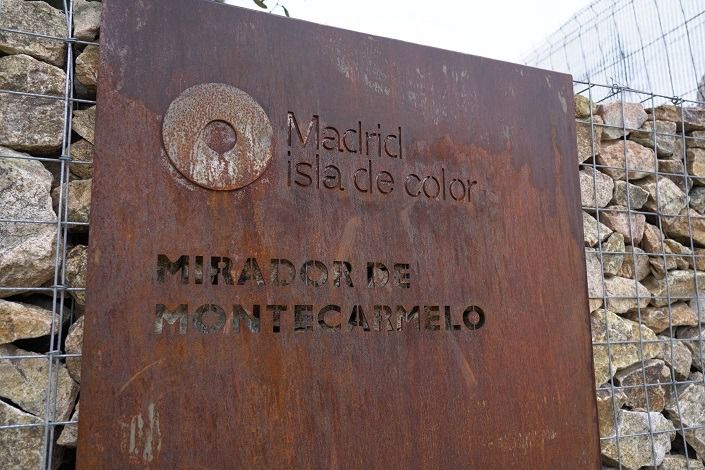 Madrid
isla de color
MIRADOR DE
MONTECARMELO